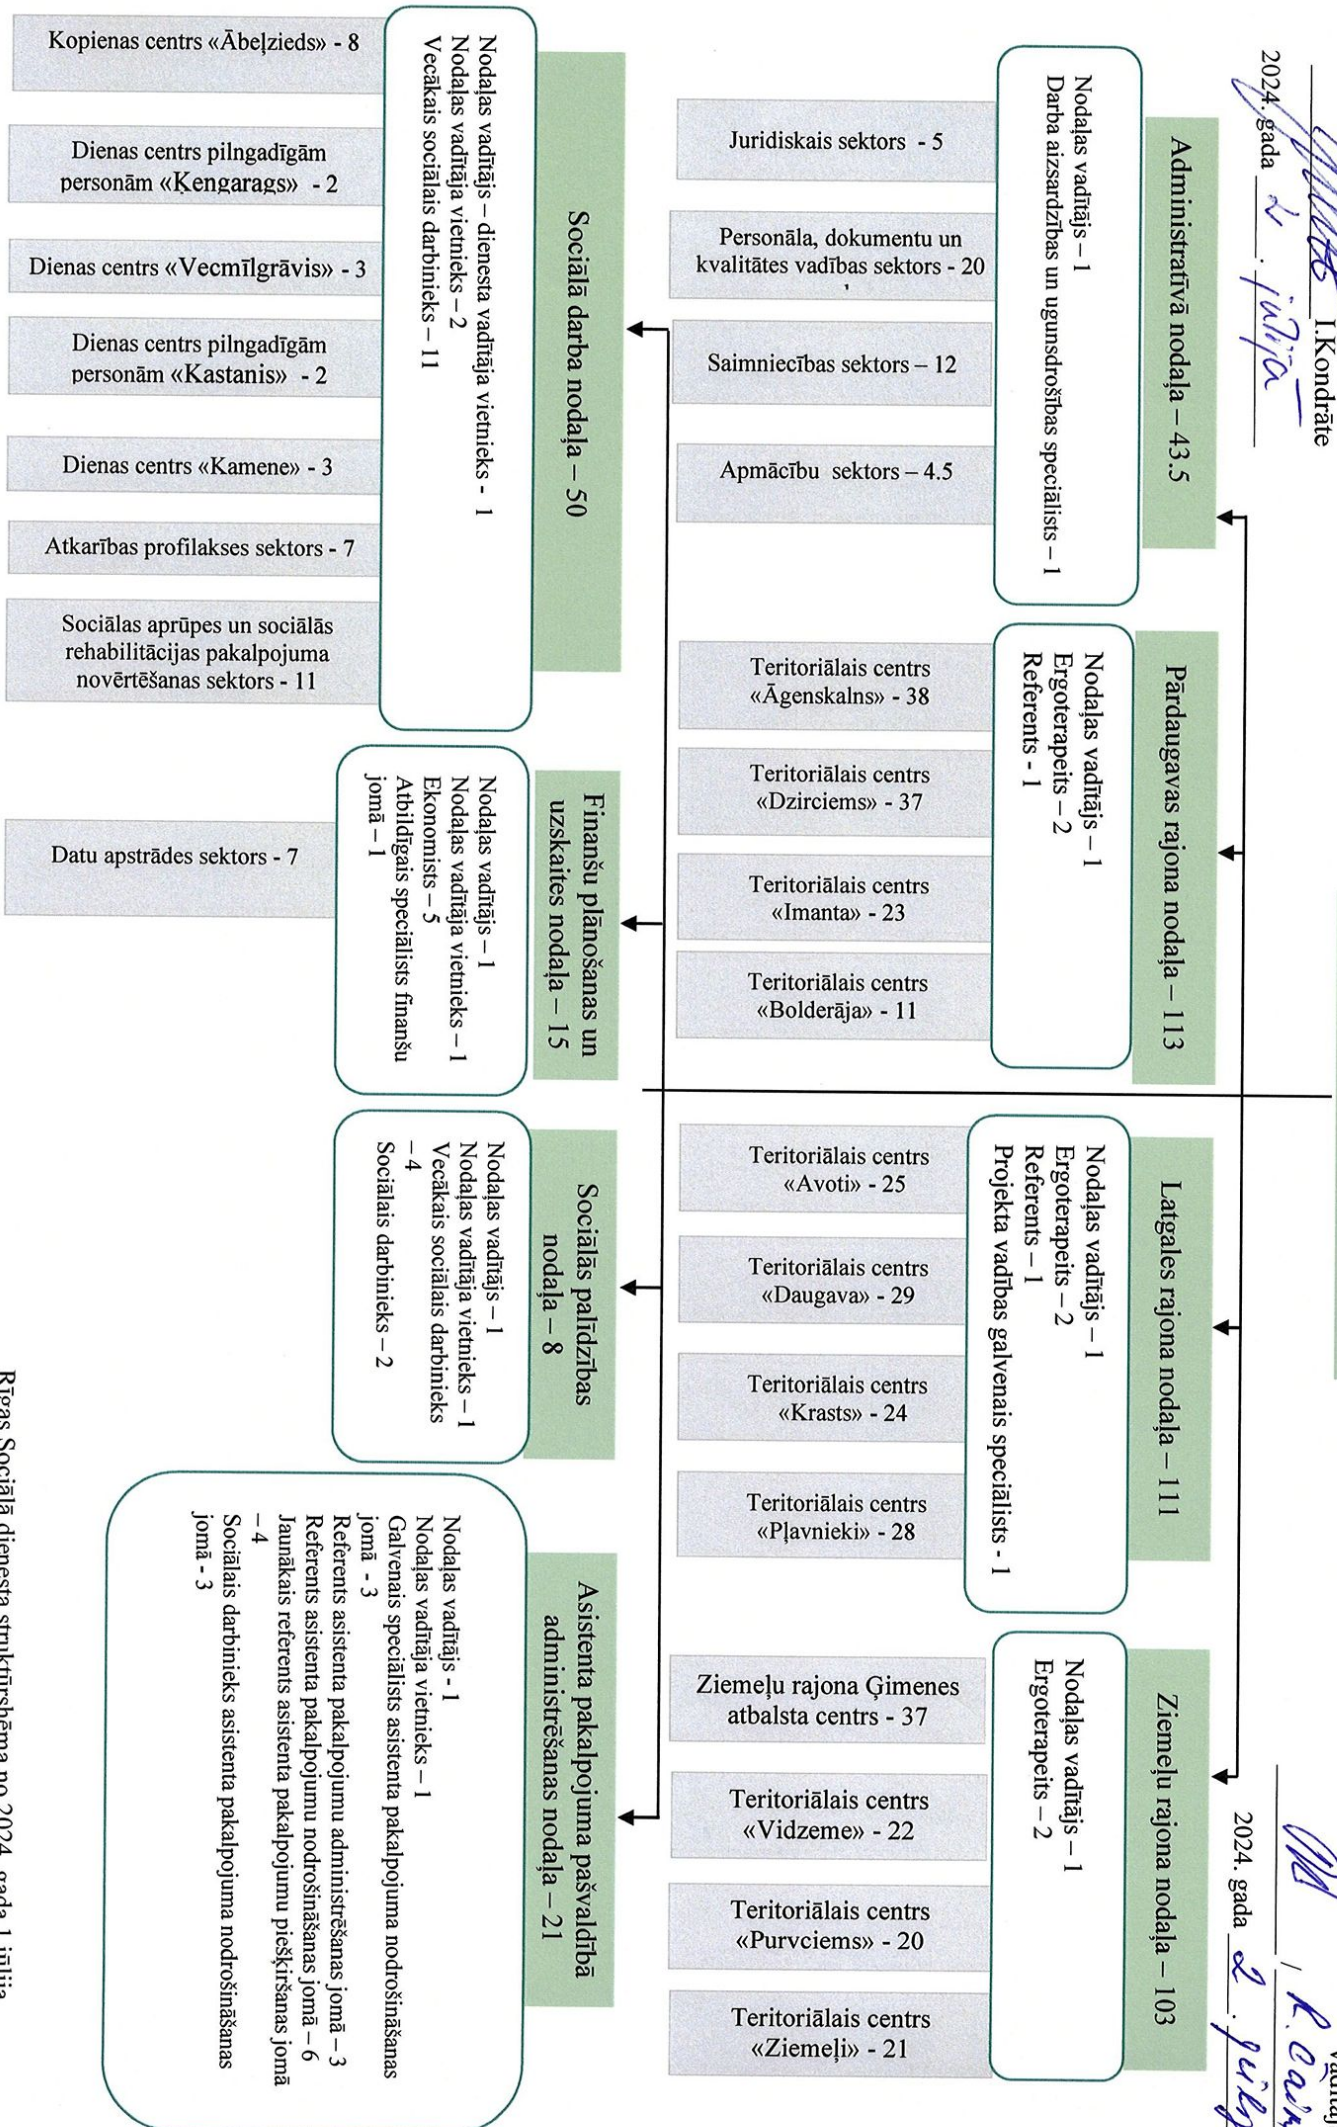 I.Kondrāte
2024. gada 2. jūlijā
2024. gada 2.
Administratīvā nodaļa – 43.5
Nodaļas vadītājs – 1
Darba aizsardzības un ugunsdrošības speciālists – 1
Juridiskais sektors - 5
Personāla, dokumentu un
kvalitātes vadības sektors - 20
Saimniecības sektors – 12
Apmācību sektors – 4.5
Pārdaugavas rajona nodaļa – 113
Nodaļas vadītājs – 1
Ergoterapeits – 2
Referents - 1
Teritoriālais centrs
«Āgenskalns» - 38
Teritoriālais centrs
«Dzirciems» - 37
Teritoriālais centrs
«Imanta» - 23
Teritoriālais centrs
«Bolderāja» - 11
Latgales rajona nodaļa – 111
Nodaļas vadītājs – 1
Ergoterapeits – 2
Referents – 1
Projekta vadības galvenais speciālists - 1
Teritoriālais centrs
«Avoti» - 25
Teritoriālais centrs
«Daugava» - 29
Teritoriālais centrs
«Krasts» - 24
Teritoriālais centrs
«Pļavnieki» - 28
Ziemeļu rajona nodaļa – 103
Nodaļas vadītājs – 1
Ergoterapeits – 2
Ziemeļu rajona Ģimenes
atbalsta centrs - 37
Teritoriālais centrs
«Vidzeme» - 22
Teritoriālais centrs
«Purvciems» - 20
Teritoriālais centrs
«Ziemeļi» - 21
Sociālā darba nodaļa – 50
Nodaļas vadītājs – dienesta vadītāja vietnieks - 1
Nodaļas vadītāja vietnieks – 2
Vecākais sociālais darbinieks – 11
Kopienas centrs «Ābeļzieds» - 8
Dienas centrs pilngadīgām
personām «Ķengarags» - 2
Dienas centrs «Vecmīlgrāvis» - 3
Dienas centrs pilngadīgām
personām «Kastanis» - 2
Dienas centrs «Kamene» - 3
Atkarības profilakses sektors - 7
Sociālas aprūpes un sociālās
rehabilitācijas pakalpojuma
novērtēšanas sektors - 11
Finanšu plānošanas un
uzskaites nodaļa – 15
Nodaļas vadītājs – 1
Nodaļas vadītāja vietnieks – 1
Ekonomists – 5
Atbildīgais speciālists finanšu
jomā – 1
Datu apstrādes sektors - 7
Sociālās palīdzības
nodaļa – 8
Nodaļas vadītājs – 1
Nodaļas vadītāja vietnieks – 1
Vecākais sociālais darbinieks
– 4
Sociālais darbinieks – 2
Asistenta pakalpojuma pašvaldībā
administrēšanas nodaļa – 21
Nodaļas vadītājs - 1
Nodaļas vadītāja vietnieks – 1
Galvenais speciālists asistenta pakalpojuma nodrošināšanas
jomā - 3
Referents asistenta pakalpojumu administrēšanas jomā – 3
Referents asistenta pakalpojumu nodrošināšanas jomā – 6
Jaunākais referents asistenta pakalpojumu piešķiršanas jomā
– 4
Sociālais darbinieks asistenta pakalpojuma nodrošināšanas
jomā - 3
Rīgas Sociālā dienesta struktūrshēma no 2024. gada 1.jūlija